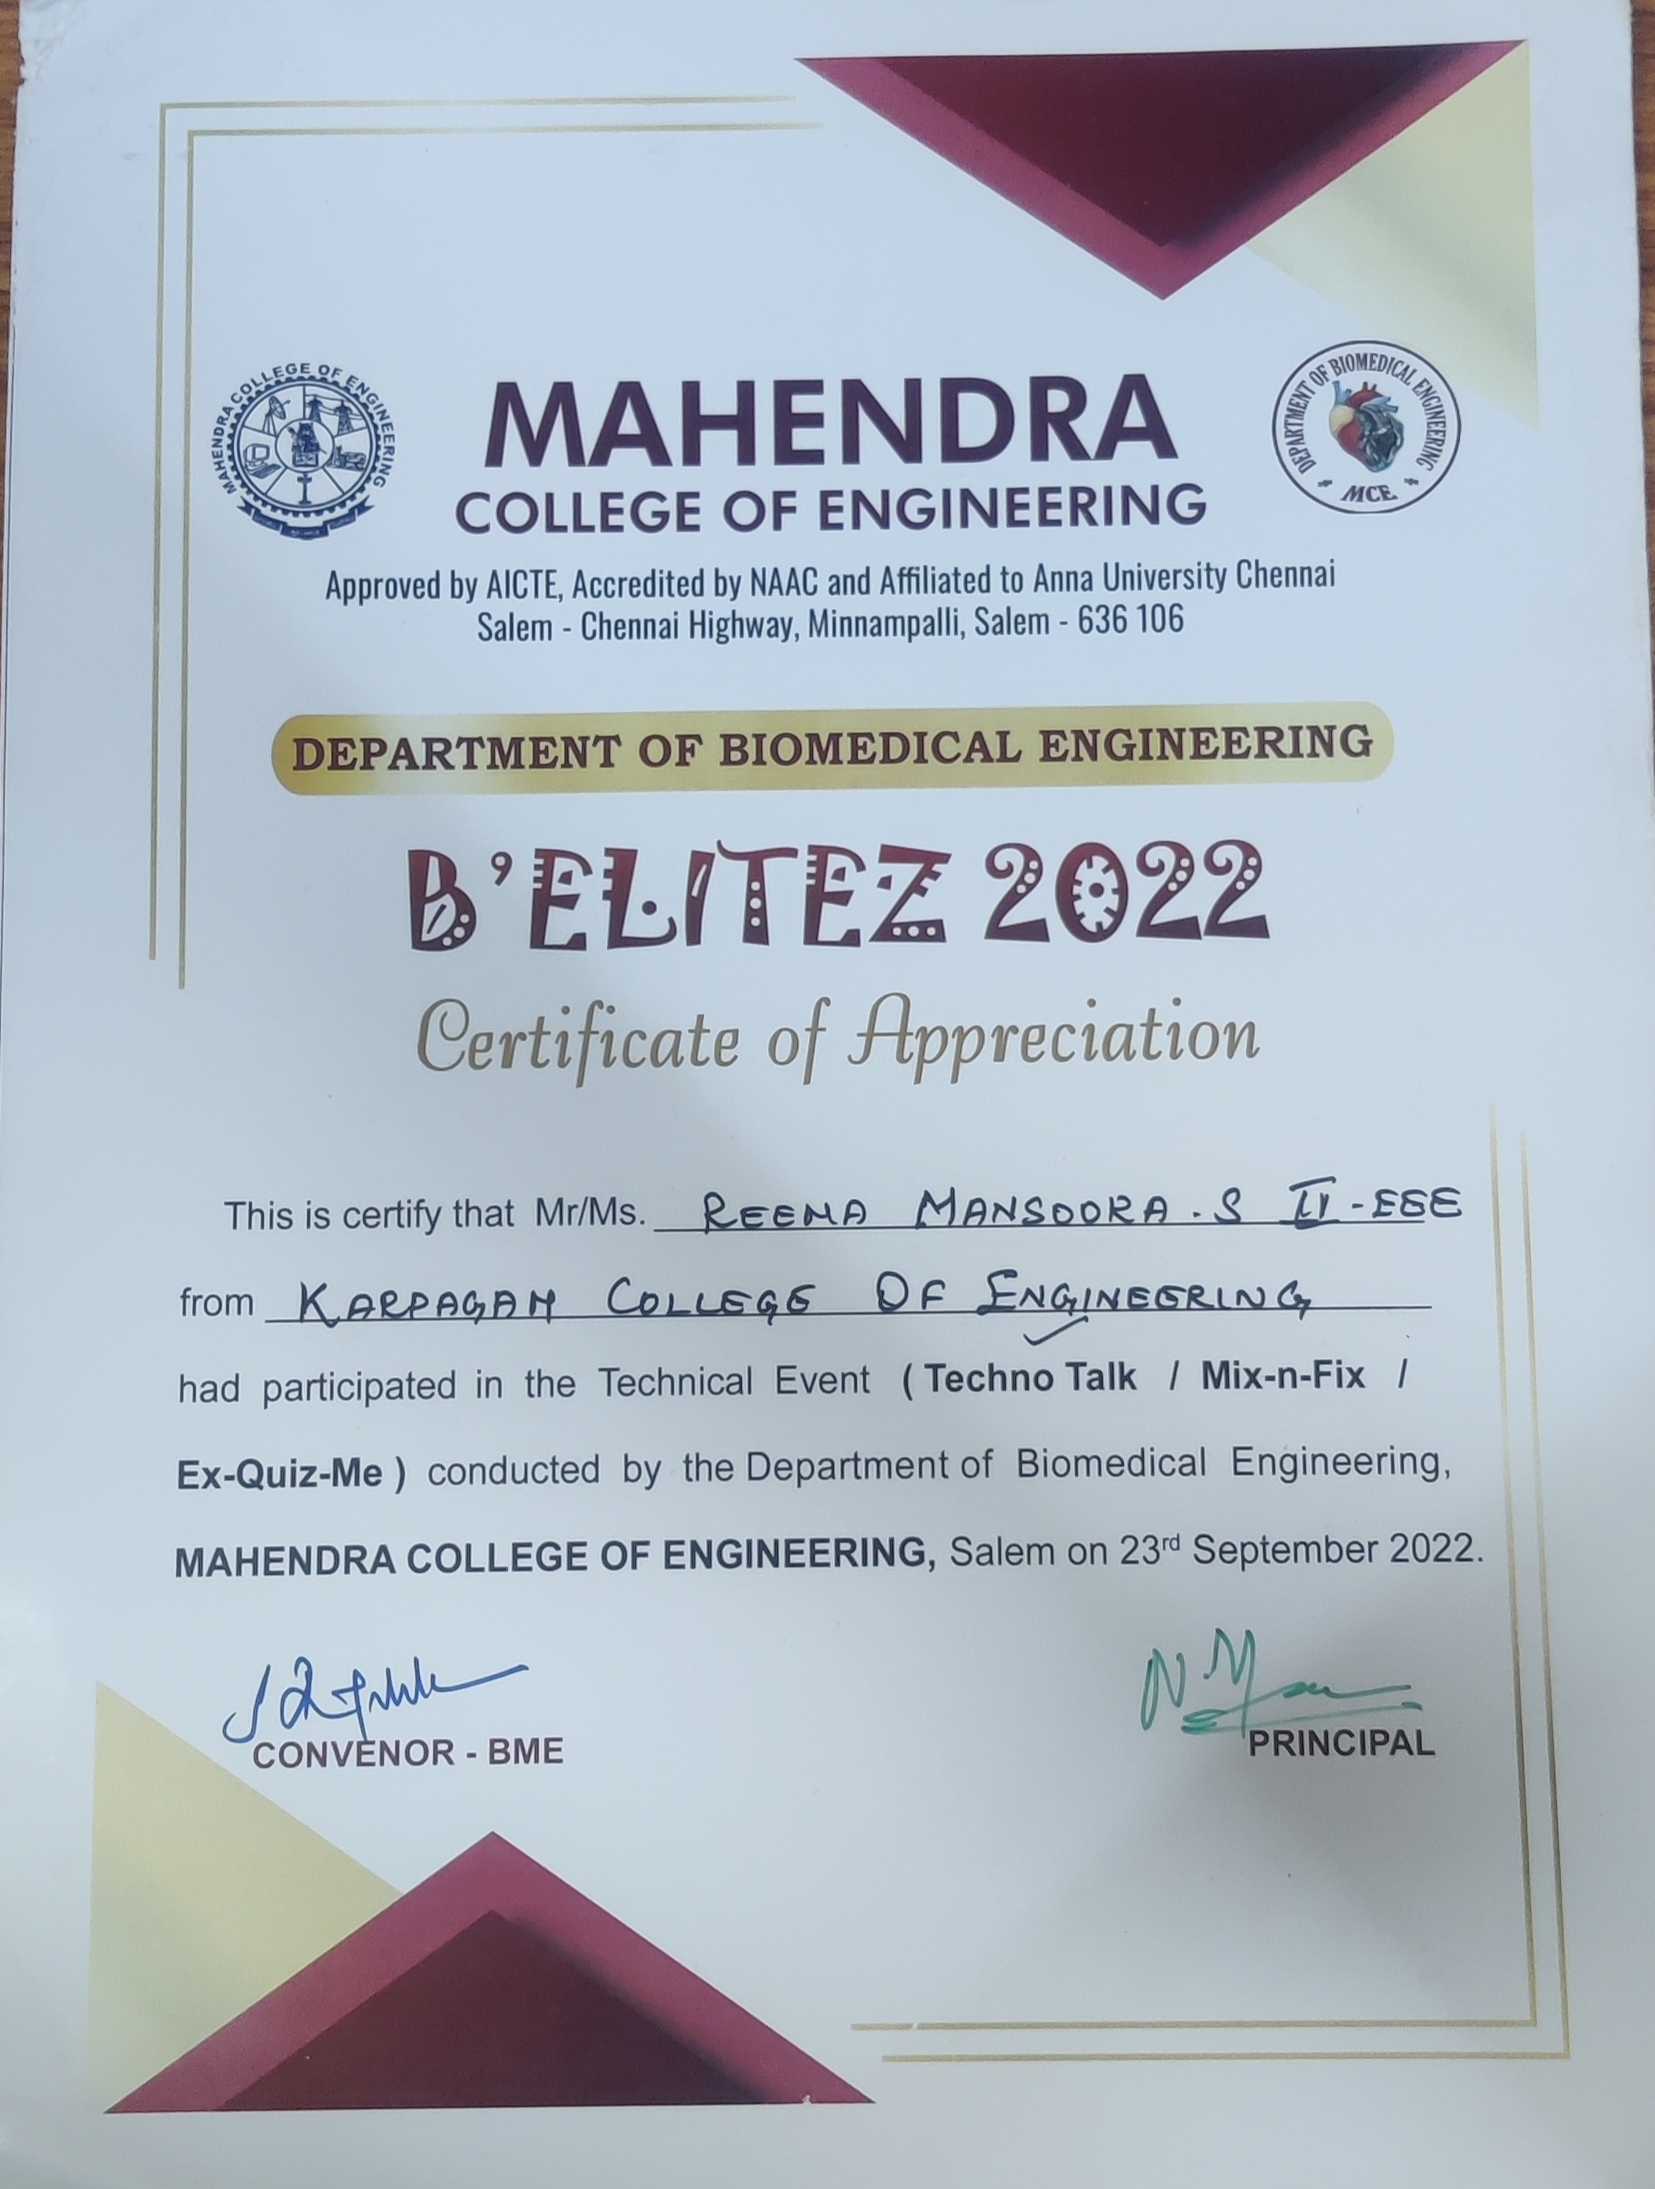 MAHENDRA COLLEGE OF ENGINEERING
DEPARTMENT OF BIOMEDICAL ENGINEERING
MCE
MAHENDRA
COLLEGE OF ENGINEERING
Approved by AICTE, Accredited by NAAC and Affiliated to Anna University Chennai
Salem - Chennai Highway, Minnampalli, Salem - 636 106
DEPARTMENT OF BIOMEDICAL ENGINEERING
B'ELITEZ 2022
Certificate of Appreciation
This is certify that Mr/Ms. REENA MANSOORA . S II - EEE
from KARPAGAM COLLEGE OF ENGINEERING
had participated in the Technical Event ( Techno Talk / Mix-n-Fix /
Ex-Quiz-Me ) conducted by the Department of Biomedical Engineering,
MAHENDRA COLLEGE OF ENGINEERING, Salem on 23rd September 2022.
CONVENOR - BME
PRINCIPAL